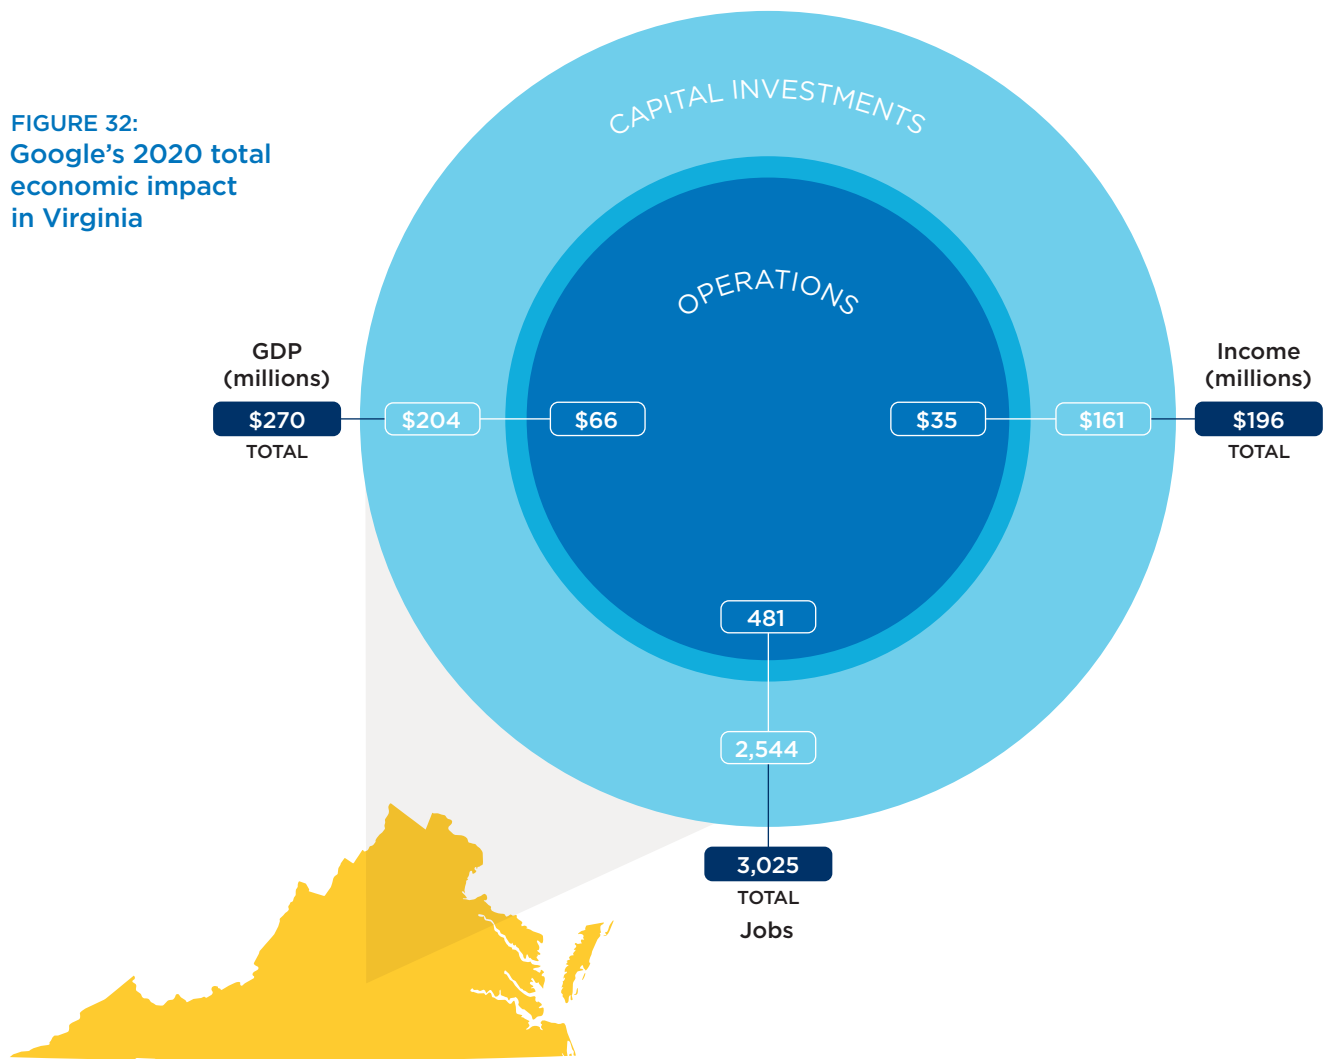 FIGURE 32:
Google’s 2020 total
economic impact
in Virginia
CAPITAL INVESTMENTS
OPERATIONS
GDP
(millions)
$270
TOTAL
$204
$66
$35
$161
Income
(millions)
$196
TOTAL
481
2,544
3,025
TOTAL
Jobs